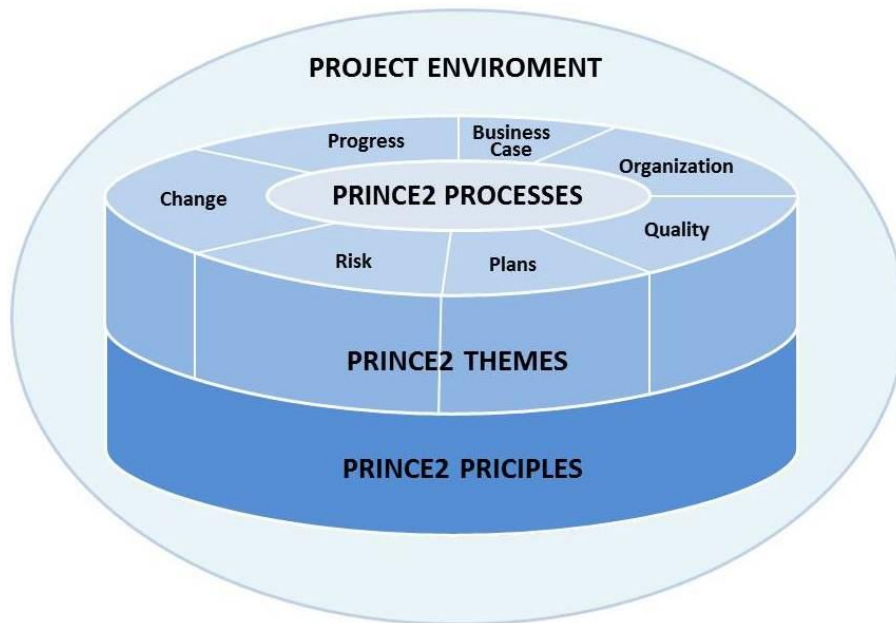 PROJECT ENVIROMENT
Progress
Business
Case
Organization
Change
PRINCE2 PROCESSES
Quality
Risk
Plans
PRINCE2 THEMES
PRINCE2 PRICIPLES